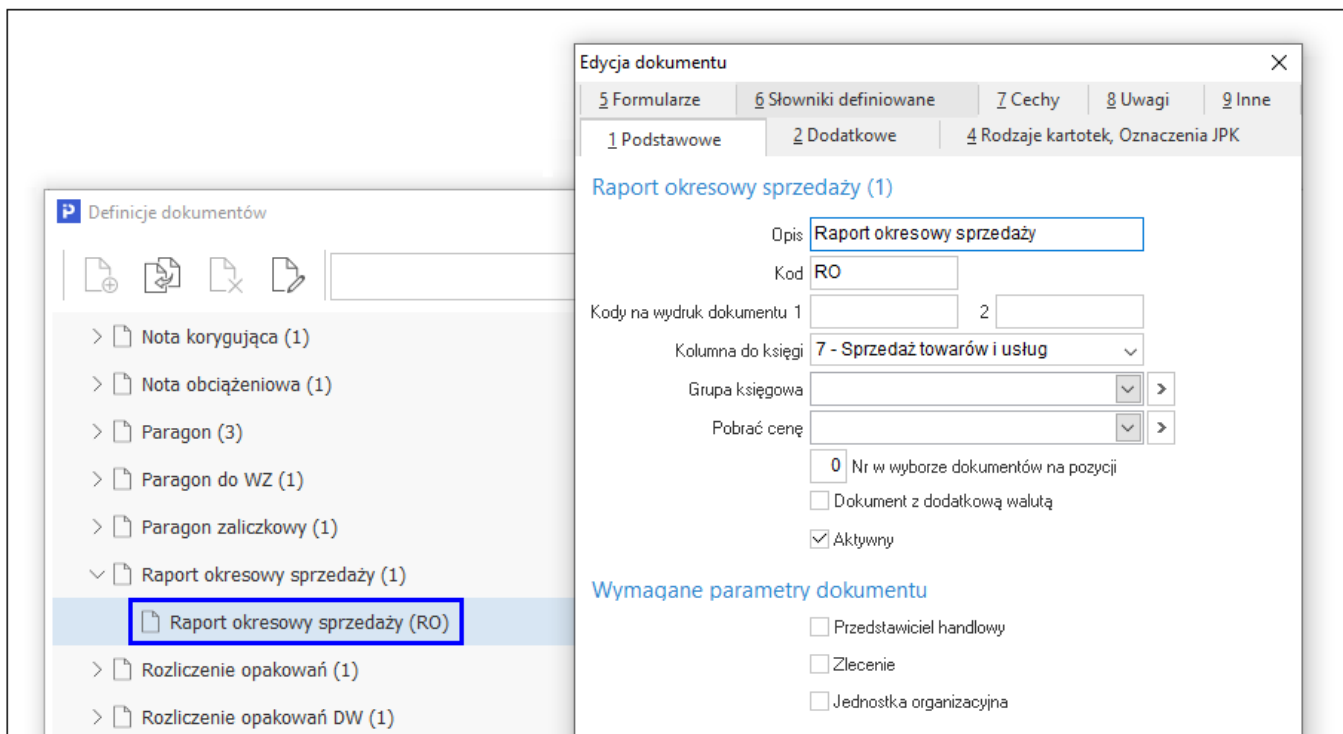 Edycja dokumentu
5 Formularze 6 Słowniki definiowane 7 Cechy 8 Uwagi 9 Inne
1 Podstawowe 2 Dodatkowe 4 Rodzaje kartotek, Oznaczenia JPK
Raport okresowy sprzedaży (1)
Opis Raport okresowy sprzedaży
Kod RO
Kody na wydruk dokumentu 1 2
Kolumna do księgi 7 - Sprzedaż towarów i usług
Grupa księgowa
Pobrać cenę
0 Nr w wyborze dokumentów na pozycji
Dokument z dodatkową walutą
Aktywny
Wymagane parametry dokumentu
Przedstawiciel handlowy
Zlecenie
Jednostka organizacyjna
Definicje dokumentów
Nota korygująca (1)
Nota obciążeniowa (1)
Paragon (3)
Paragon do WZ (1)
Paragon zaliczkowy (1)
Raport okresowy sprzedaży (1)
Raport okresowy sprzedaży (RO)
Rozliczenie opakowań (1)
Rozliczenie opakowań DW (1)